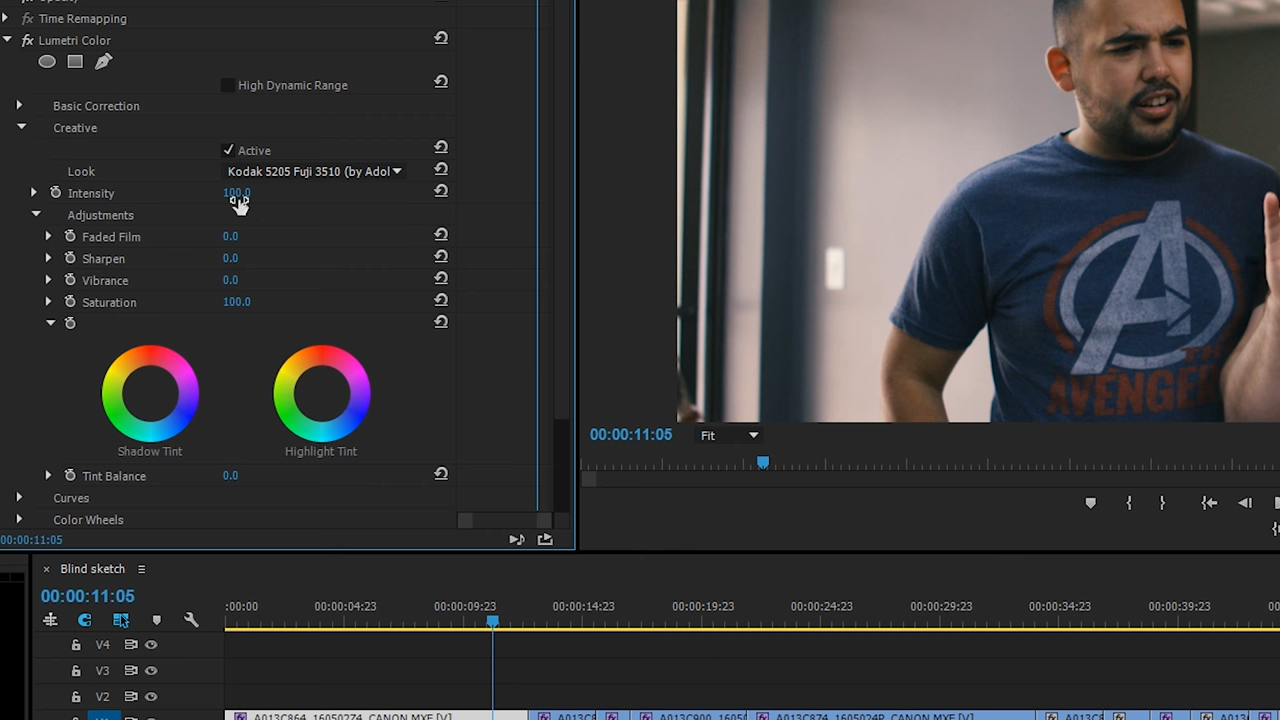 Time Remapping
fx Lumetri Color
High Dynamic Range
Basic Correction
Creative
Active
Look Kodak 5205 Fuji 3510 (by Adol
Intensity 100.0
Adjustments
Faded Film 0.0
Sharpen 0.0
Vibrance 0.0
Saturation 100.0
Shadow Tint Highlight Tint
Tint Balance 0.0
Curves
Color Wheels
00:00:11:05
A
THE
AVENGERS
00:00:11:05 Fit
× Blind sketch
00:00:11:05
:00:00 00:00:04:23 00:00:09:23 00:00:14:23 00:00:19:23 00:00:24:23 00:00:29:23 00:00:34:23 00:00:39:23
V4
V3
V2